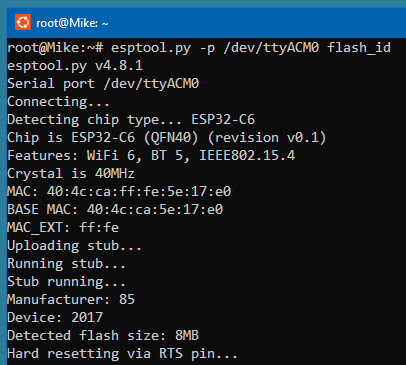 root@Mike: ~
root@Mike:~# esptool.py -p /dev/ttyACM0 flash_id
esptool.py v4.8.1
Serial port /dev/ttyACM0
Connecting...
Detecting chip type... ESP32-C6
Chip is ESP32-C6 (QFN40) (revision v0.1)
Features: WiFi 6, BT 5, IEEE802.15.4
Crystal is 40MHz
MAC: 40:4c:ca:ff:fe:5e:17:e0
BASE MAC: 40:4c:ca:5e:17:e0
MAC_EXT: ff:fe
Uploading stub...
Running stub...
Stub running...
Manufacturer: 85
Device: 2017
Detected flash size: 8MB
Hard resetting via RTS pin...